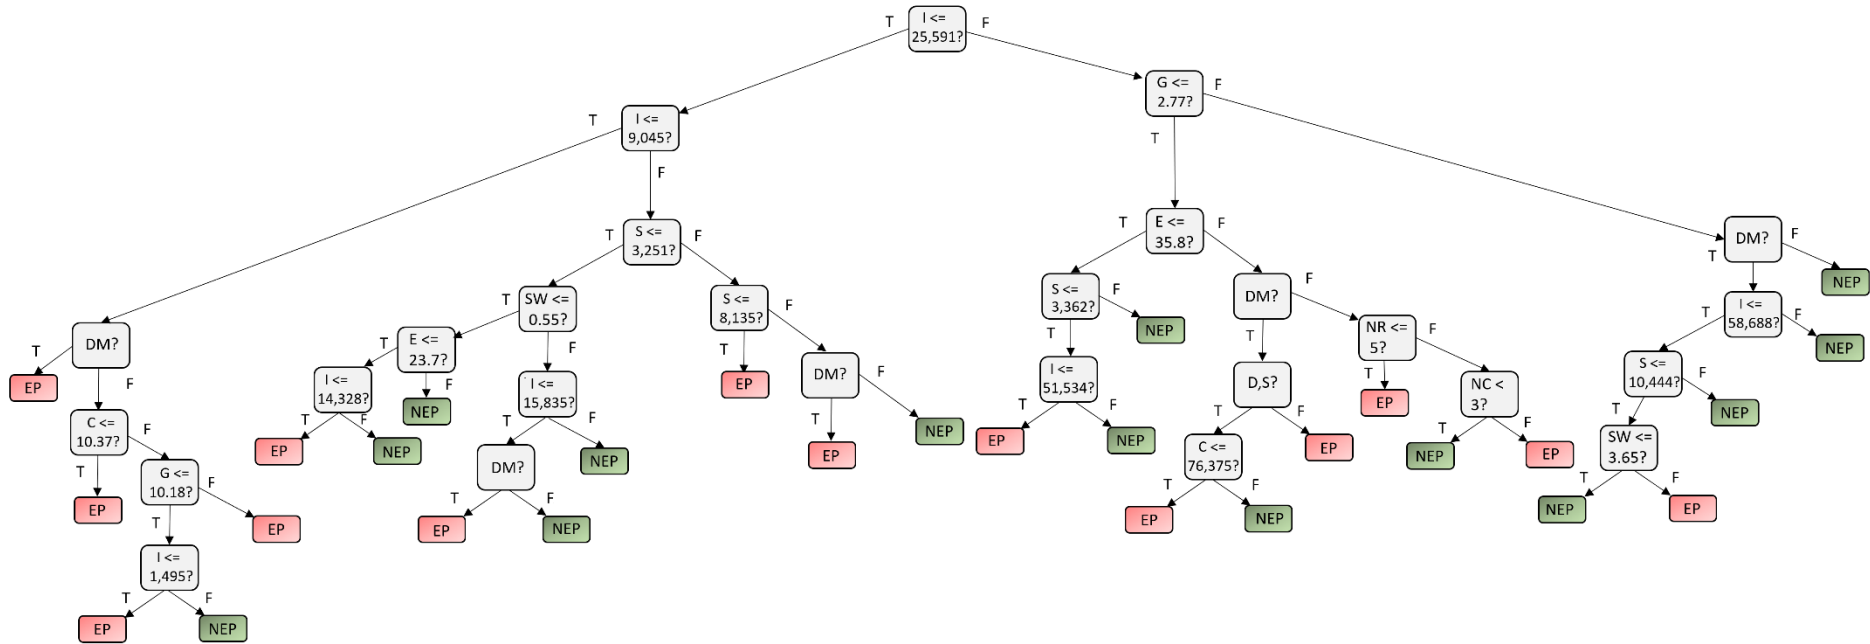 I <=
25,591?
T
F
G <=
2.77?
F
T
T
I <=
9,045?
F
T
S <=
3,251?
F
T
E <=
35.8?
F
DM?
F
T
NEP
T
SW <=
0.55?
S <=
8,135?
F
T
S <=
3,362?
F
NEP
T
DM?
F
T
I <=
58,688?
F
NEP
T
DM?
F
EP
T
E <=
23.7?
F
NEP
F
I <=
15,835?
T
F
T
EP
DM?
F
T
EP
NEP
T
I <=
51,534?
T
F
EP
NEP
T
D,S?
T
F
EP
NR <=
5?
F
T
EP
NC <
3?
T
F
NEP
EP
T
S <=
10,444?
F
NEP
T
SW <=
3.65?
T
F
NEP
EP
I <=
14,328?
T
F
EP
NEP
C <=
10.37?
F
T
EP
G <=
10.18?
F
EP
T
I <=
1,495?
T
F
EP
NEP
DM?
T
F
EP
NEP
NEP
C <=
76,375?
T
F
EP
NEP